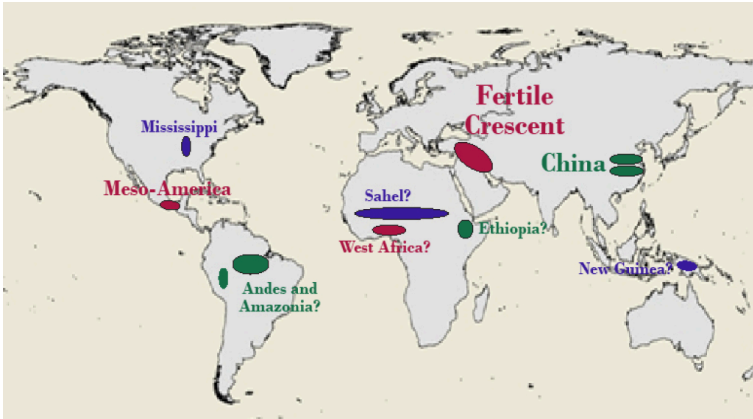 Fertile
Crescent
Mississippi
China
Meso-America
Sahel?
Ethiopia?
West Africa?
New Guinea?
Andes and
Amazonia?